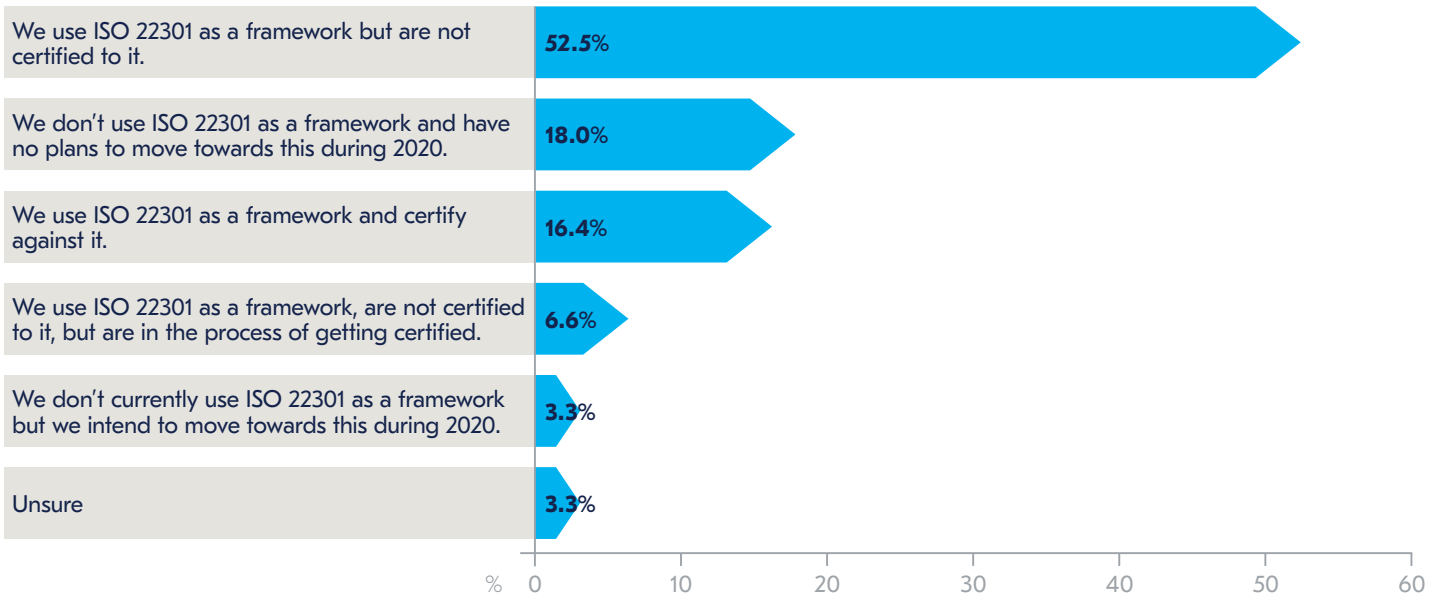 We use ISO 22301 as a framework but are not
certified to it.
52.5%
We don’t use ISO 22301 as a framework and have
no plans to move towards this during 2020.
18.0%
We use ISO 22301 as a framework and certify
against it.
16.4%
We use ISO 22301 as a framework, are not certified
to it, but are in the process of getting certified.
6.6%
We don’t currently use ISO 22301 as a framework
but we intend to move towards this during 2020.
3.3%
Unsure
3.3%
% 0 10 20 30 40 50 60